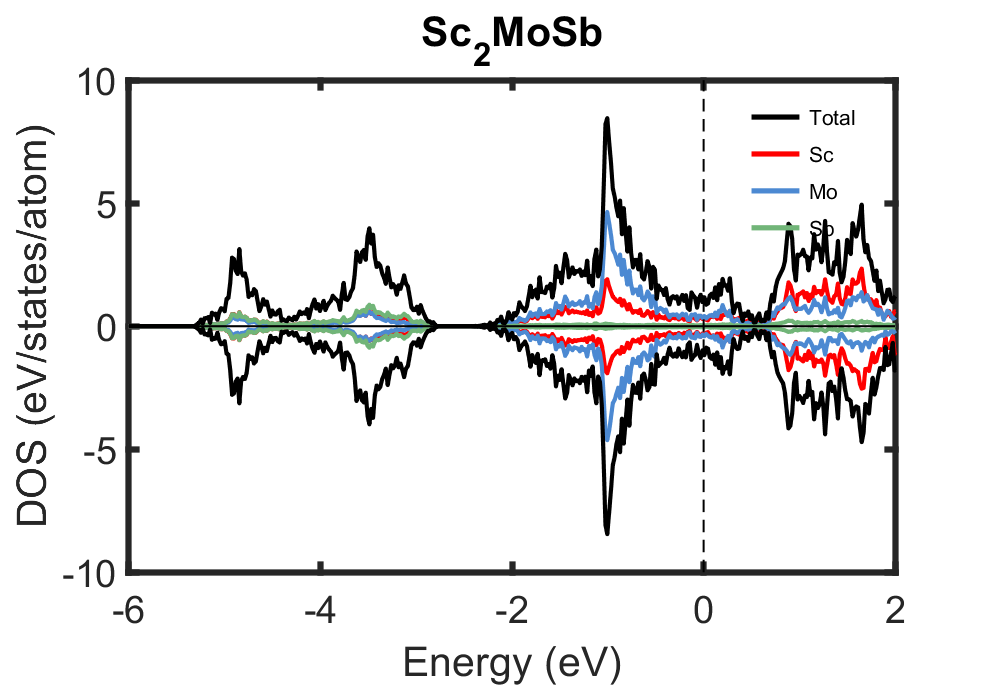 Sc₂MoSb
10
5
0
-5
-10
DOS (eV/states/atom)
Total
Sc
Mo
Sb
-6 -4 -2 0 2
Energy (eV)